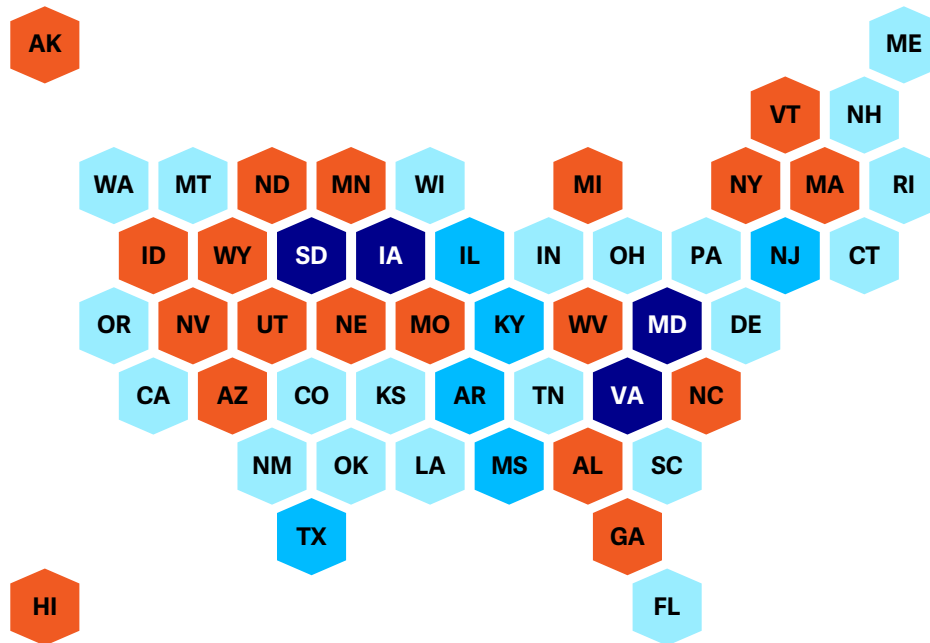 AK ME
VT NH
WA MT ND MN WI MI NY MA RI
ID WY SD IA IL IN OH PA NJ CT
OR NV UT NE MO KY WV MD DE
CA AZ CO KS AR TN VA NC
NM OK LA MS AL SC
TX GA
HI FL